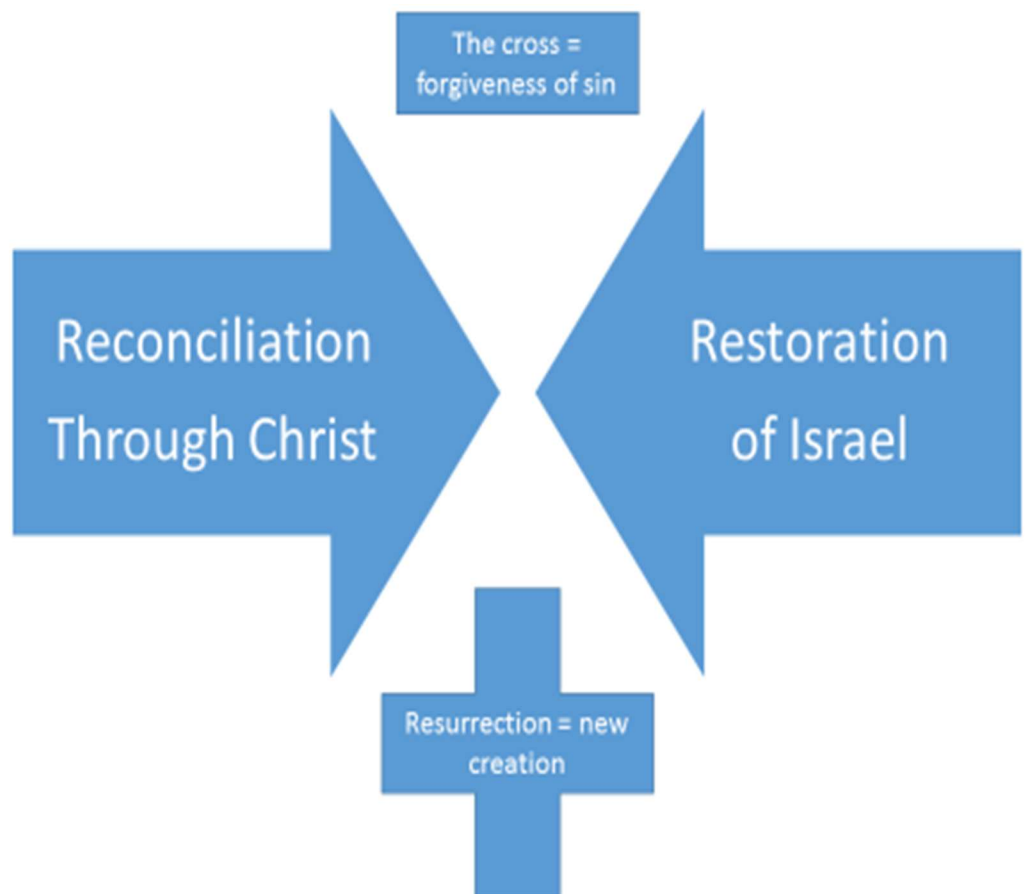 The cross =
forgiveness of sin
Reconciliation
Through Christ
Restoration
of Israel
Resurrection = new
creation